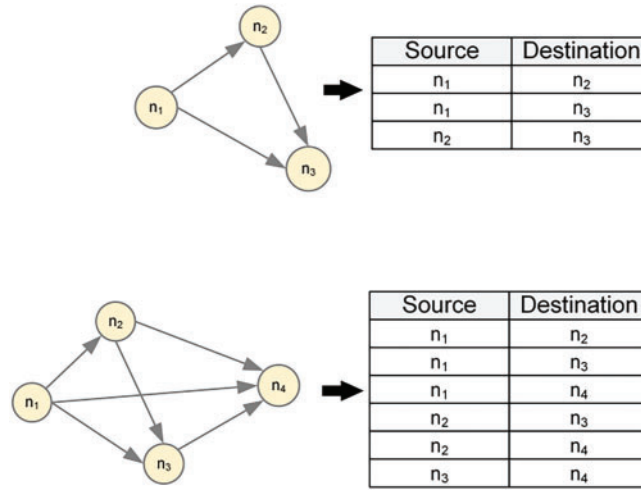 n₂
n₁
n₃
Source Destination
n₁ n₂
n₁ n₃
n₂ n₃
n₂
n₄
n₁
n₃
Source Destination
n₁ n₂
n₁ n₃
n₁ n₄
n₂ n₃
n₂ n₄
n₃ n₄